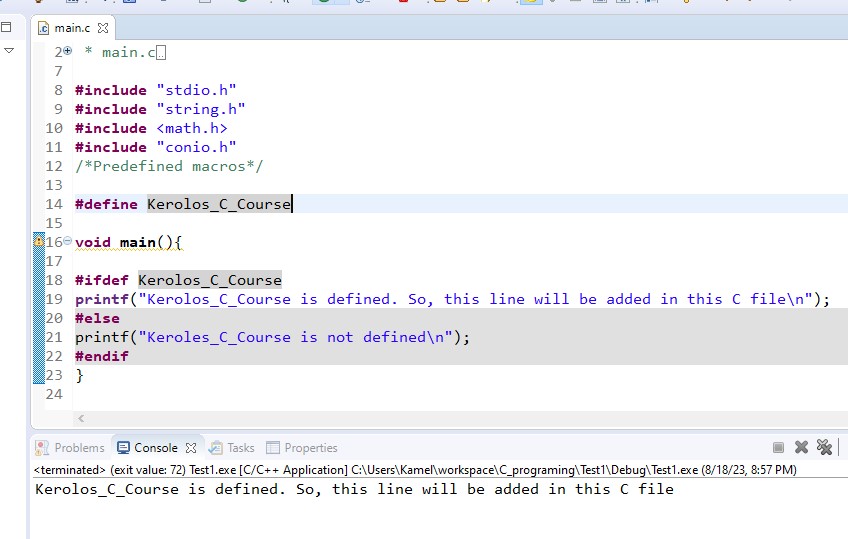 main.c
2 * main.c
7
8 #include "stdio.h"
9 #include "string.h"
10 #include <math.h>
11 #include "conio.h"
12 /*Predefined macros*/
13
14 #define Kerolos_C_Course
15
16 void main(){
17
18 #ifdef Kerolos_C_Course
19 printf("Kerolos_C_Course is defined. So, this line will be added in this C file\n");
20 #else
21 printf("Keroles_C_Course is not defined\n");
22 #endif
23 }
24
Problems Console Tasks Properties
<terminated> (exit value: 72) Test1.exe [C/C++ Application] C:\Users\Kamel\workspace\C_programing\Test1\Debug\Test1.exe (8/18/23, 8:57 PM)
Kerolos_C_Course is defined. So, this line will be added in this C file